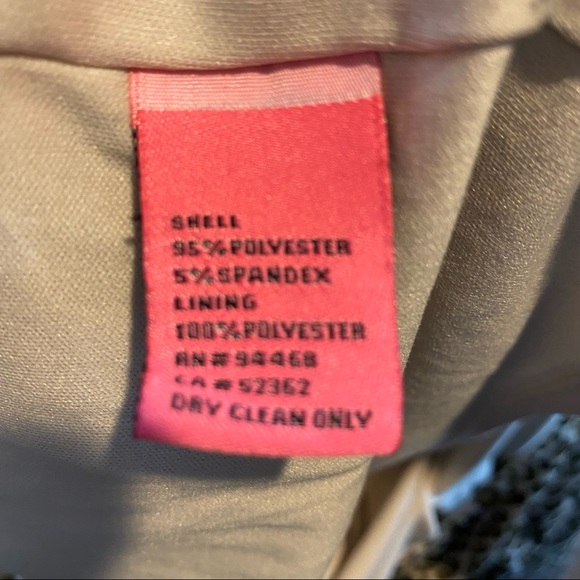 SHELL
95%POLYESTER
5%SPANDEX
LINING
100%POLYESTER
RN#94468
CA#52362
DRY CLEAN ONLY